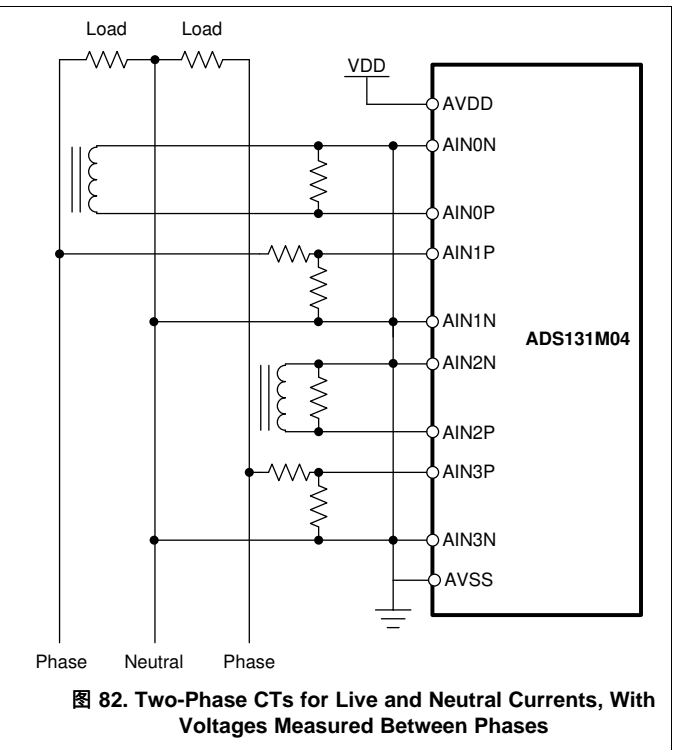 Load Load
VDD
AVDD
AIN0N
AIN0P
AIN1P
AIN1N
ADS131M04
AIN2N
AIN2P
AIN3P
AIN3N
AVSS
Phase Neutral Phase
图 82. Two-Phase CTs for Live and Neutral Currents, With
Voltages Measured Between Phases